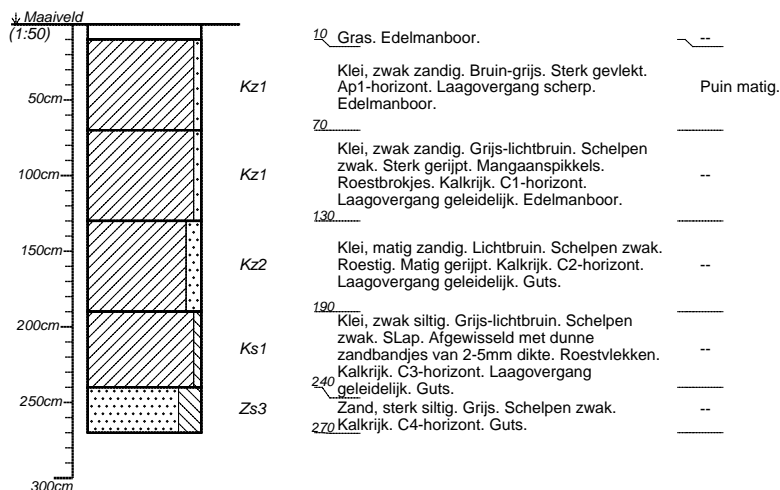 Maaiveld
(1:50)
10 Gras. Edelmanboor. --
Kz1
Klei, zwak zandig. Bruin-grijs. Sterk gevlekt.
Ap1-horizont. Laagovergang scherp.
Edelmanboor.
Puin matig.
50cm
70
Kz1
Klei, zwak zandig. Grijs-lichtbruin. Schelpen
zwak. Sterk gerijpt. Mangaanspikkels.
Roestbrokjes. Kalkrijk. C1-horizont.
Laagovergang geleidelijk. Edelmanboor.
--
100cm
130
150cm
Kz2
Klei, matig zandig. Lichtbruin. Schelpen zwak.
Roestig. Matig gerijpt. Kalkrijk. C2-horizont.
Laagovergang geleidelijk. Guts.
--
190
200cm
Ks1
Klei, zwak siltig. Grijs-lichtbruin. Schelpen
zwak. SLap. Afgewisseld met dunne
zandbandjes van 2-5mm dikte. Roestvlekken.
Kalkrijk. C3-horizont. Laagovergang
geleidelijk. Guts.
--
240
250cm
Zs3
Zand, sterk siltig. Grijs. Schelpen zwak.
Kalkrijk. C4-horizont. Guts.
--
270
300cm